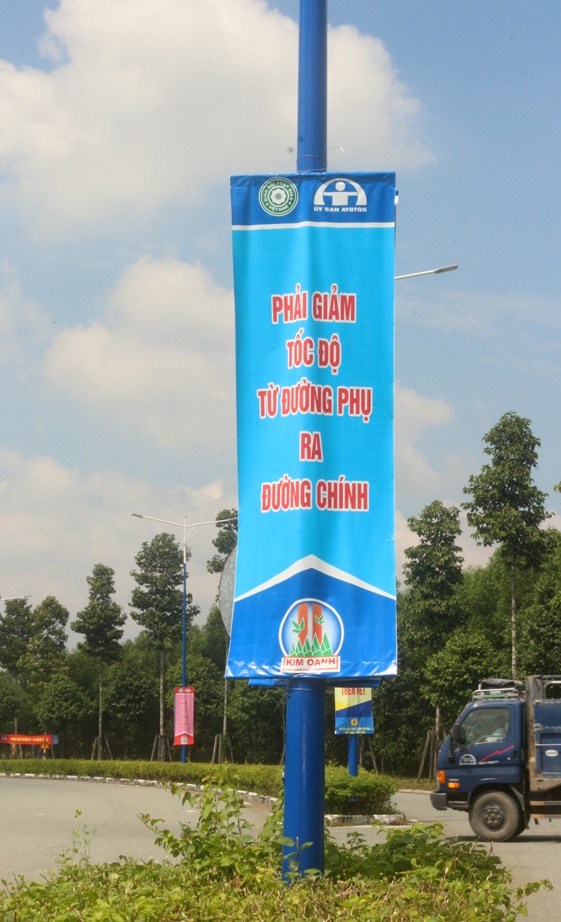 ỦY BAN ATGTQG
PHẢI GIẢM
TỐC ĐỘ
TỪ ĐƯỜNG PHỤ
RA
ĐƯỜNG CHÍNH
KIM OANH